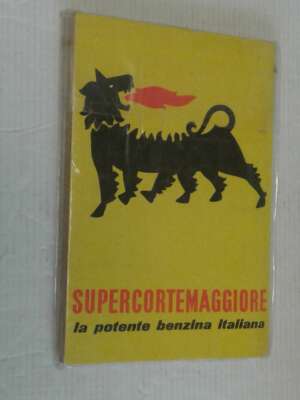 SUPERCORTEMAGGIORE
la potente benzina italiana